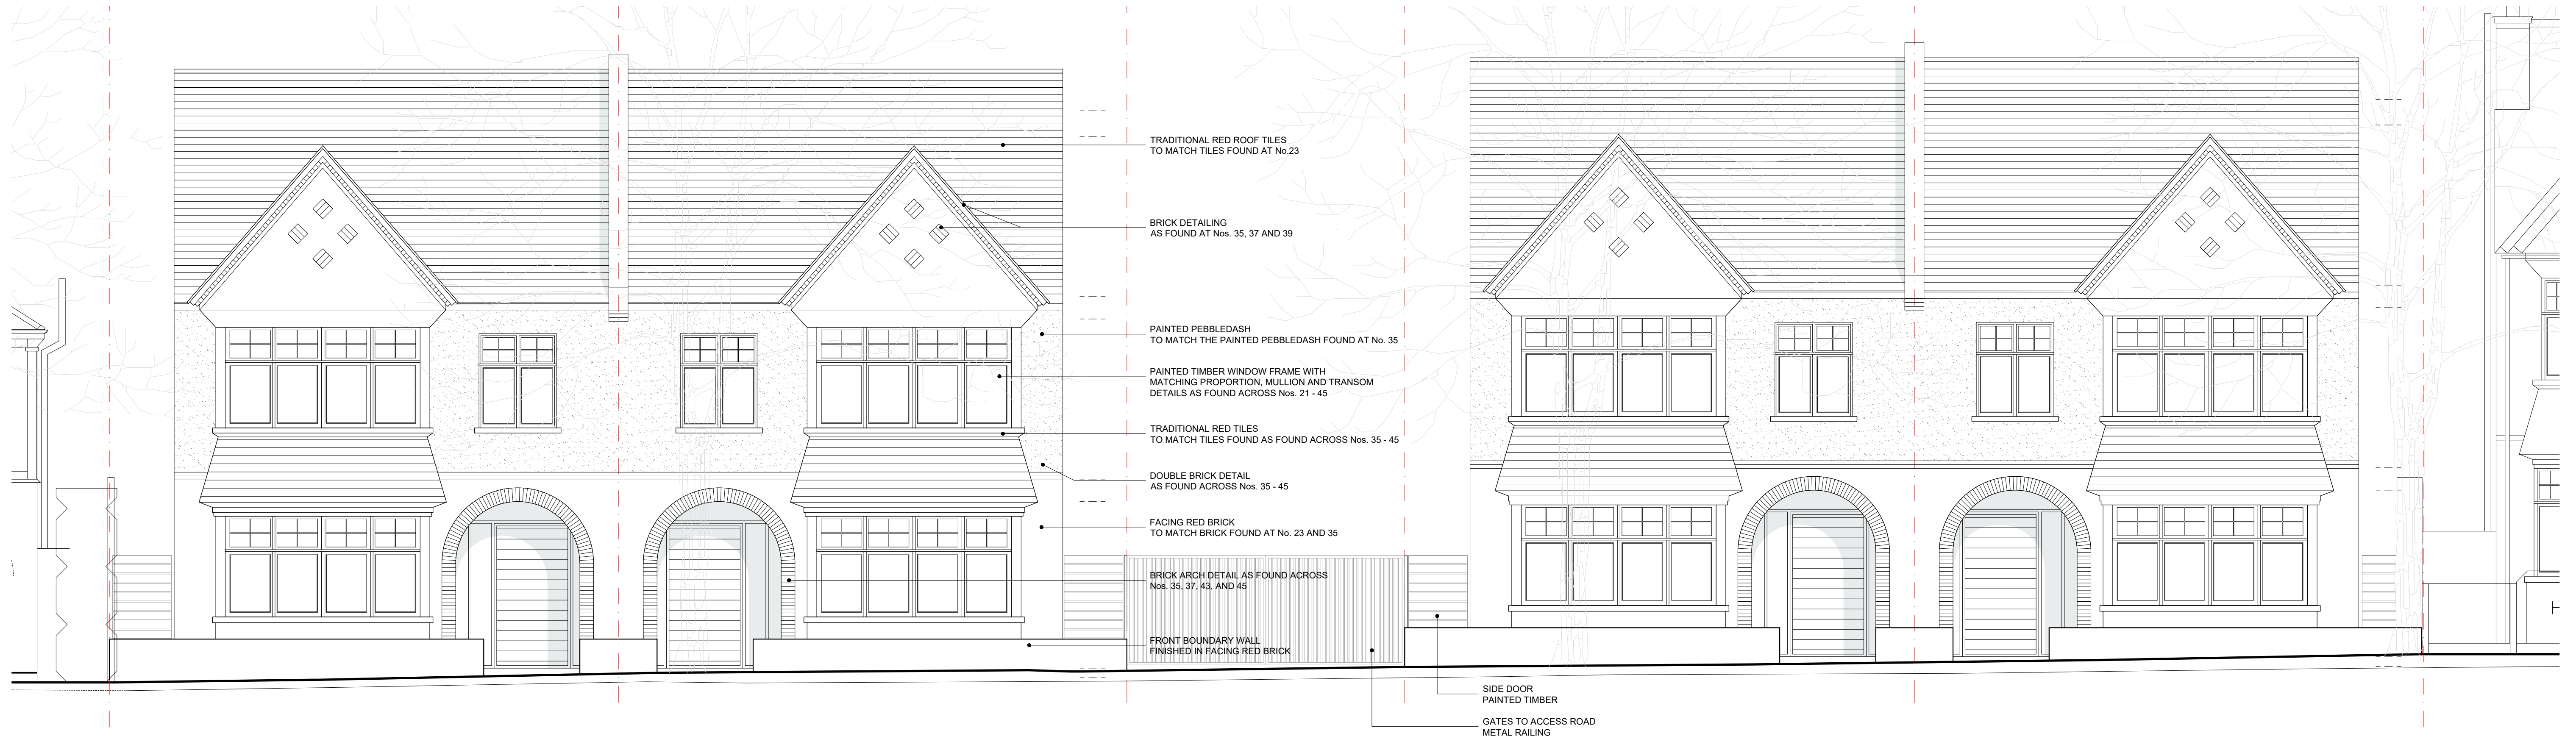 TRADITIONAL RED ROOF TILES
TO MATCH TILES FOUND AT No.23
BRICK DETAILING
AS FOUND AT Nos. 35, 37 AND 39
PAINTED PEBBLEDASH
TO MATCH THE PAINTED PEBBLEDASH FOUND AT No. 35
PAINTED TIMBER WINDOW FRAME WITH
MATCHING PROPORTION, MULLION AND TRANSOM
DETAILS AS FOUND ACROSS Nos. 21 - 45
TRADITIONAL RED TILES
TO MATCH TILES FOUND AS FOUND ACROSS Nos. 35 - 45
DOUBLE BRICK DETAIL
AS FOUND ACROSS Nos. 35 - 45
FACING RED BRICK
TO MATCH BRICK FOUND AT No. 23 AND 35
BRICK ARCH DETAIL AS FOUND ACROSS
Nos. 35, 37, 43, AND 45
FRONT BOUNDARY WALL
FINISHED IN FACING RED BRICK
SIDE DOOR
PAINTED TIMBER
GATES TO ACCESS ROAD
METAL RAILING